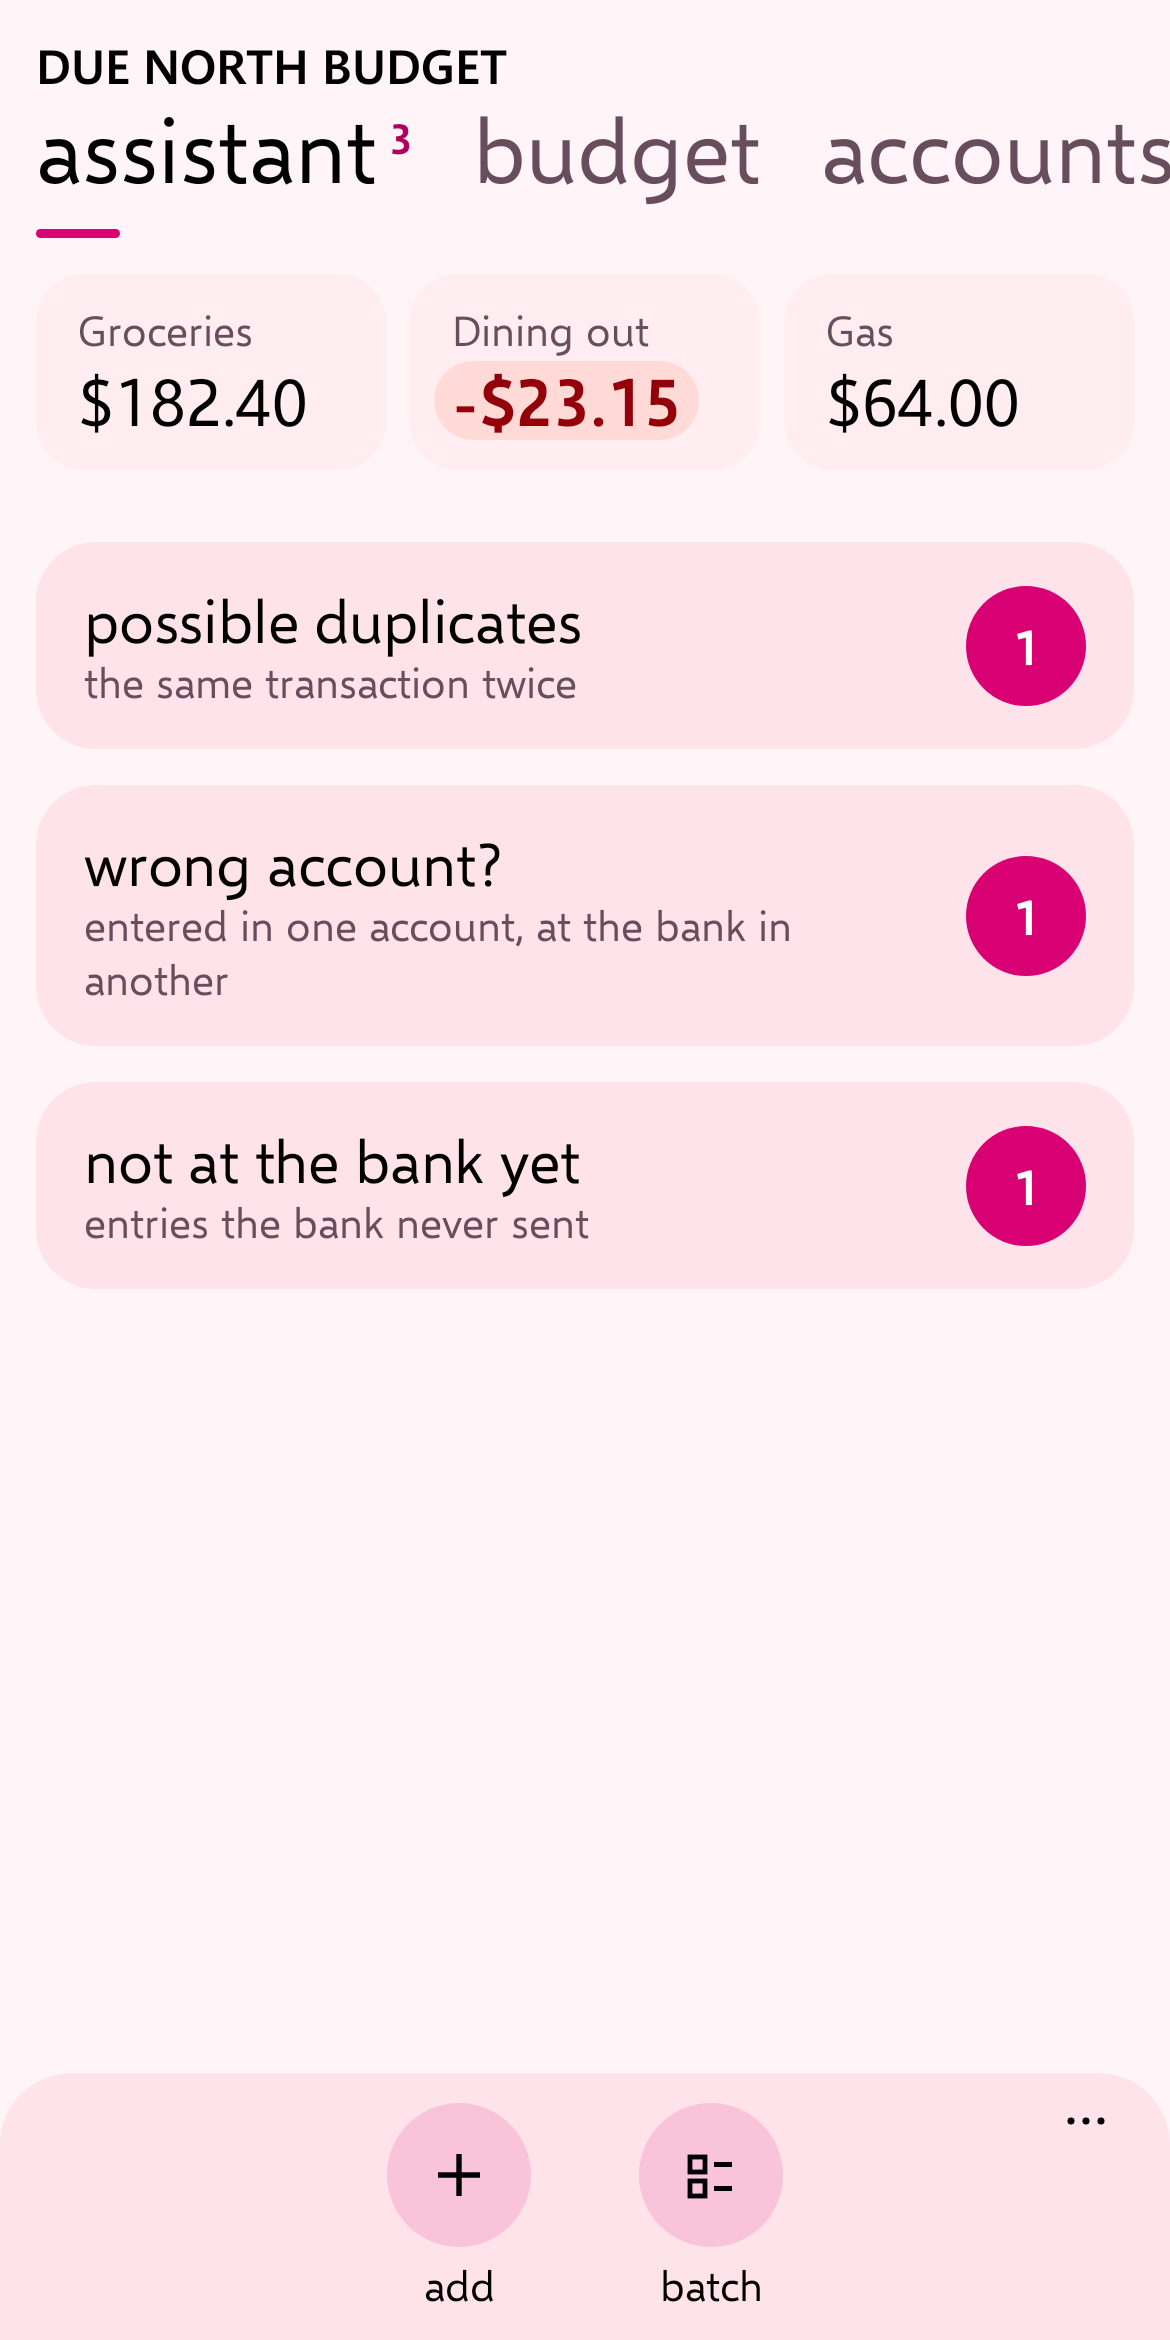 DUE NORTH BUDGET
assistant 3 budget accounts
Groceries
$182.40
Dining out
-$23.15
Gas
$64.00
possible duplicates
the same transaction twice
1
wrong account?
entered in one account, at the bank in
another
1
not at the bank yet
entries the bank never sent
1
add
batch